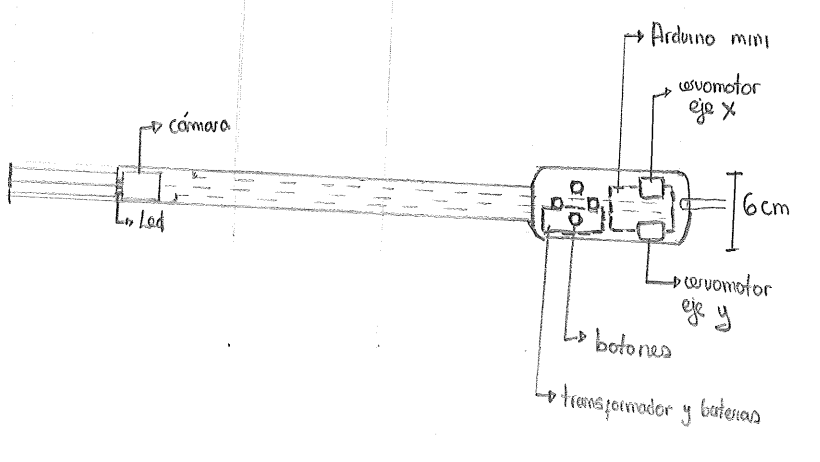 Arduino mini
servomotor
eje X
cámara
Led
6 cm
servomotor
eje y
botones
transformador y baterias